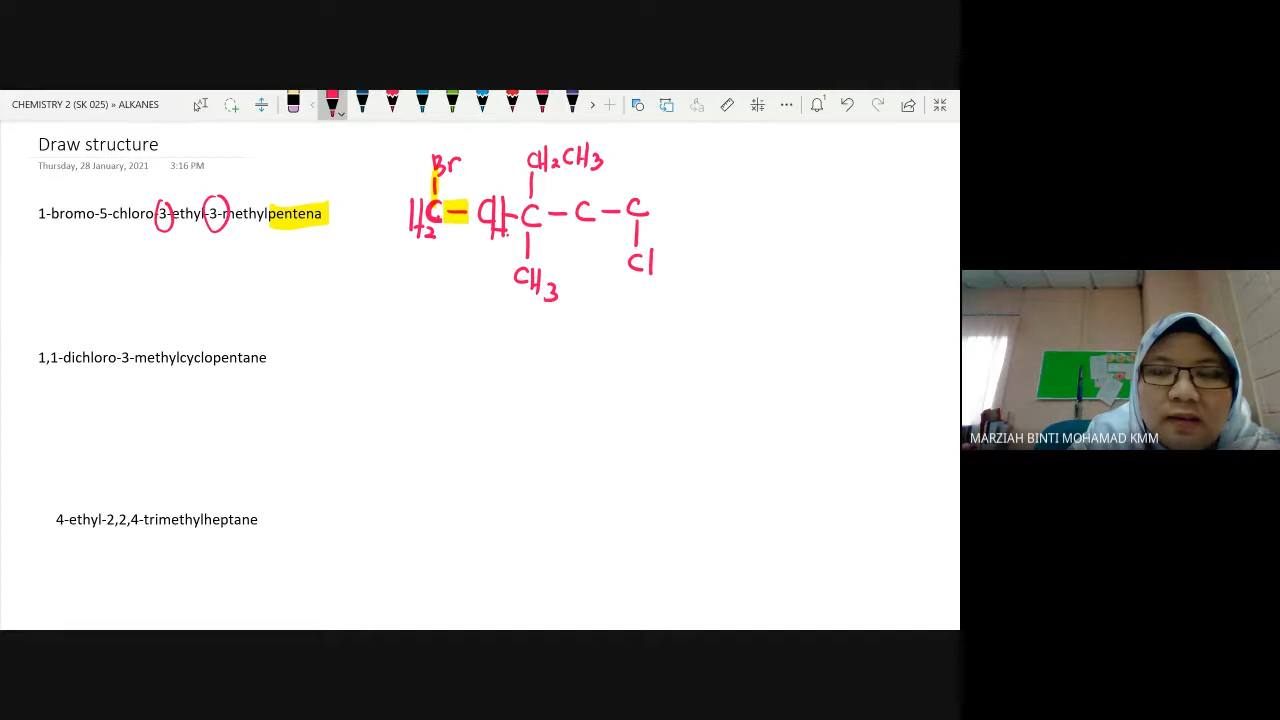 CHEMISTRY 2 (SK 025) » ALKANES
Draw structure
Thursday, 28 January, 2021 3:16 PM
Br
CH2CH3
1-bromo-5-chloro-3-ethyl-3-methylpentena
H2C - CH - C - C - C
CH3
Cl
1,1-dichloro-3-methylcyclopentane
MARZIAH BINTI MOHAMAD KMM
4-ethyl-2,2,4-trimethylheptane